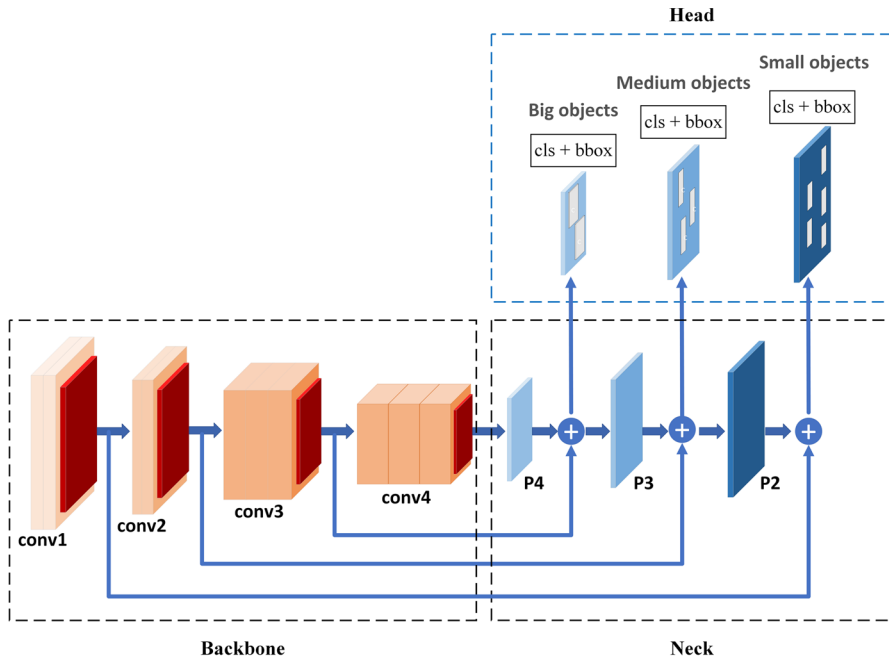 Head
Small objects
Medium objects
Big objects
cls + bbox
cls + bbox
cls + bbox
conv1
conv2
conv3
conv4
P4
P3
P2
+
+
+
Backbone
Neck